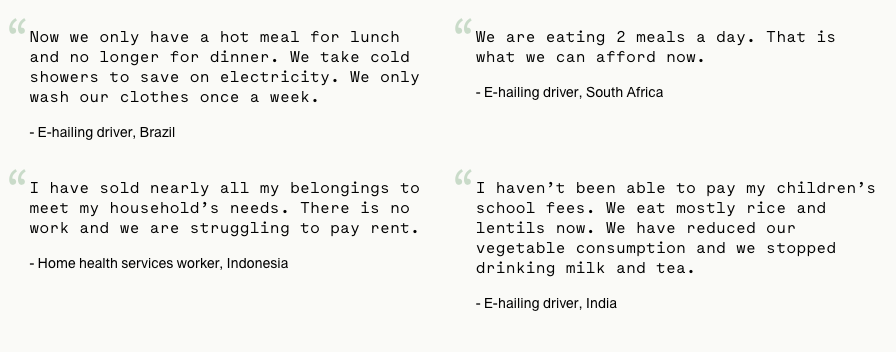 “Now we only have a hot meal for lunch
and no longer for dinner. We take cold
showers to save on electricity. We only
wash our clothes once a week.
- E-hailing driver, Brazil
“We are eating 2 meals a day. That is
what we can afford now.
- E-hailing driver, South Africa
“I have sold nearly all my belongings to
meet my household’s needs. There is no
work and we are struggling to pay rent.
- Home health services worker, Indonesia
“I haven’t been able to pay my children’s
school fees. We eat mostly rice and
lentils now. We have reduced our
vegetable consumption and we stopped
drinking milk and tea.
- E-hailing driver, India